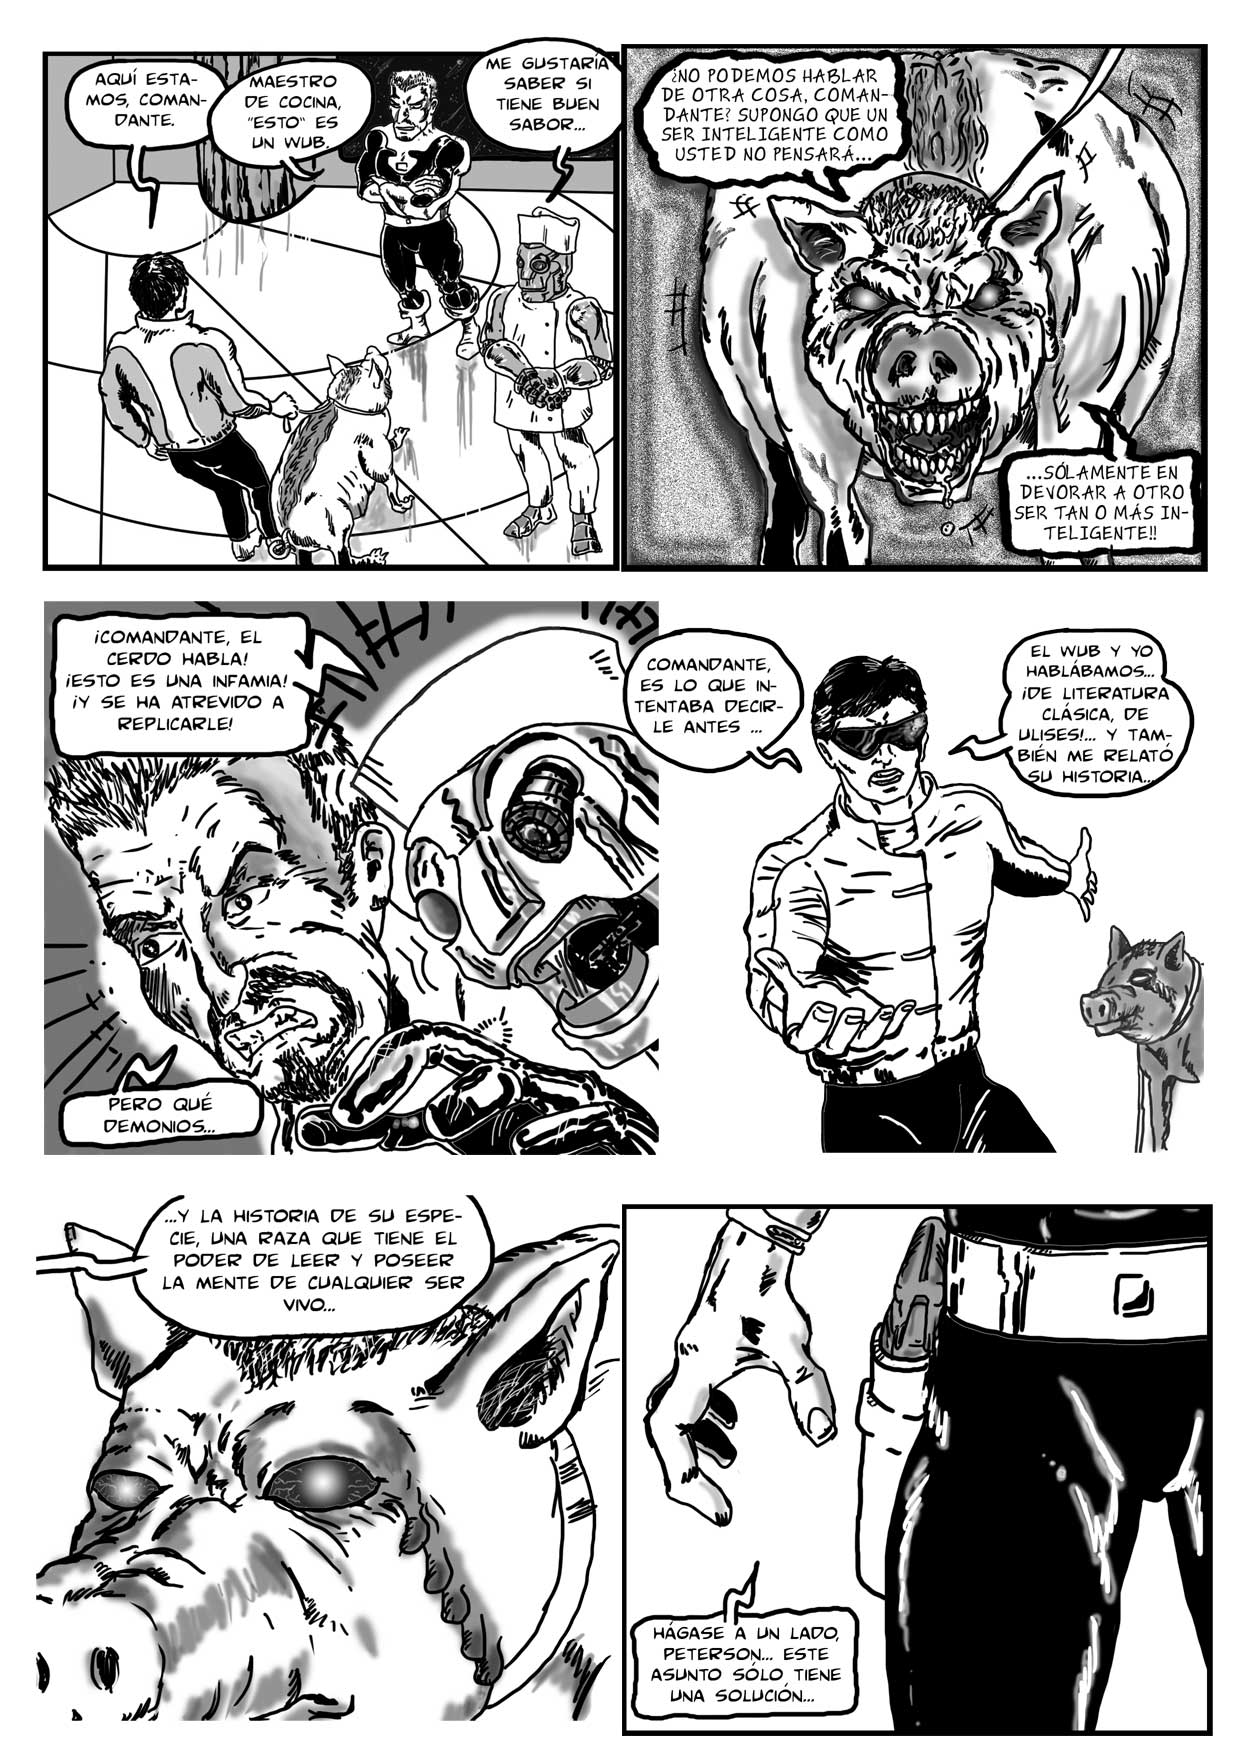 AQUÍ ESTA-
MOS, COMAN-
DANTE.
MAESTRO
DE COCINA,
"ESTO" ES
UN WUB.
ME GUSTARÍA
SABER SI
TIENE BUEN
SABOR...
¿NO PODEMOS HABLAR
DE OTRA COSA, COMAN-
DANTE? SUPONGO QUE UN
SER INTELIGENTE COMO
USTED NO PENSARÁ...
...SÓLAMENTE EN
DEVORAR A OTRO
SER TAN O MÁS IN-
TELIGENTE!!
¡COMANDANTE, EL
CERDO HABLA!
¡ESTO ES UNA INFAMIA!
¡Y SE HA ATREVIDO A
REPLICARLE!
PERO QUÉ
DEMONIOS...
COMANDANTE,
ES LO QUE IN-
TENTABA DECIR-
LE ANTES ...
EL WUB Y YO
HABLÁBAMOS...
¡DE LITERATURA
CLÁSICA, DE
ULISES!... Y TAM-
BIÉN ME RELATÓ
SU HISTORIA...
...Y LA HISTORIA DE SU ESPE-
CIE, UNA RAZA QUE TIENE EL
PODER DE LEER Y POSEER
LA MENTE DE CUALQUIER SER
VIVO...
HÁGASE A UN LADO,
PETERSON... ESTE
ASUNTO SÓLO TIENE
UNA SOLUCIÓN...